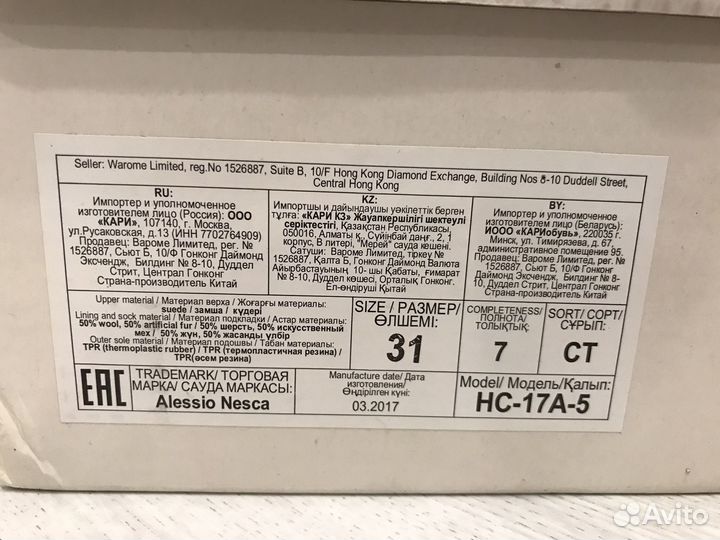 Seller: Warome Limited, reg.No 1526887, Suite B, 10/F Hong Kong Diamond Exchange, Building Nos 8-10 Duddell Street,
Central Hong Kong
RU:
Импортер и уполномоченное
изготовителем лицо (Россия): ООО
«КАРИ», 107140, г. Москва,
ул.Русаковская, д.13 (ИНН 7702764909)
Продавец: Вароме Лимитед, рег. №
1526887, Сьют Б, 10/Ф Гонконг Даймонд
Эксчендж, Билдинг № 8-10, Дуддел
Стрит, Централ Гонконг
Страна-производитель Китай
KZ:
Импортшы и дайындаушы уәкілеттік берген
тұлға: «КАРИ КЗ» Жауапкершілігі шектеулі
серіктестігі, Қазақстан Республикасы,
050016, Алматы қ., Суйінбай даңғ., 2, 1
корпус, В литері, "Мерей" сауда кешені.
Сатушы: Вароме Лимитед, тіркеу №
1526887, Қалта Б, Гонконг Даймонд Валюта
Айырбастауының 10-шы Қабаты, ғимарат
№ 8-10, Дуддел көшесі, Орталық Гонконг.
Ел-өндіруші Қытай
BY:
Импортер и уполномоченное
изготовителем лицо (Беларусь):
ИООО «КАРИобувь», 220035 г.
Минск, ул. Тимирязева, д. 67,
административное помещение 95.
Продавец: Вароме Лимитед, рег. №
1526887, Сьют Б, 10/Ф Гонконг
Даймонд Эксчендж, Билдинг № 8-
10, Дуддел Стрит, Централ Гонконг
Страна-производитель Китай
Upper material / Материал верха / Жоғарғы материалы:
suede / замша / күдері
Lining and sock material / Материал подкладки / Астар материалы:
50% wool, 50% artificial fur / 50% шерсть, 50% искусственный
мех / 50% жүн, 50% жасанды үлбір
Outer sole material / Материал подошвы / Табан материалы:
TPR (thermoplastic rubber) / TPR (термопластичная резина) /
TPR(әсем резин)
SIZE / РАЗМЕР/
ӨЛШЕМІ:
31
COMPLETENESS/
ПОЛНОТА/
ТОЛЫҚТЫҚ:
7
SORT/ СОРТ/
СҰРЫП:
СТ
EAC
TRADEMARK/ ТОРГОВАЯ
МАРКА/ САУДА МАРКАСЫ:
Alessio Nesca
Manufacture date/ Дата
изготовления/
Өндірілген күні:
03.2017
Model/ Модель/Қалып:
HC-17A-5
Avito